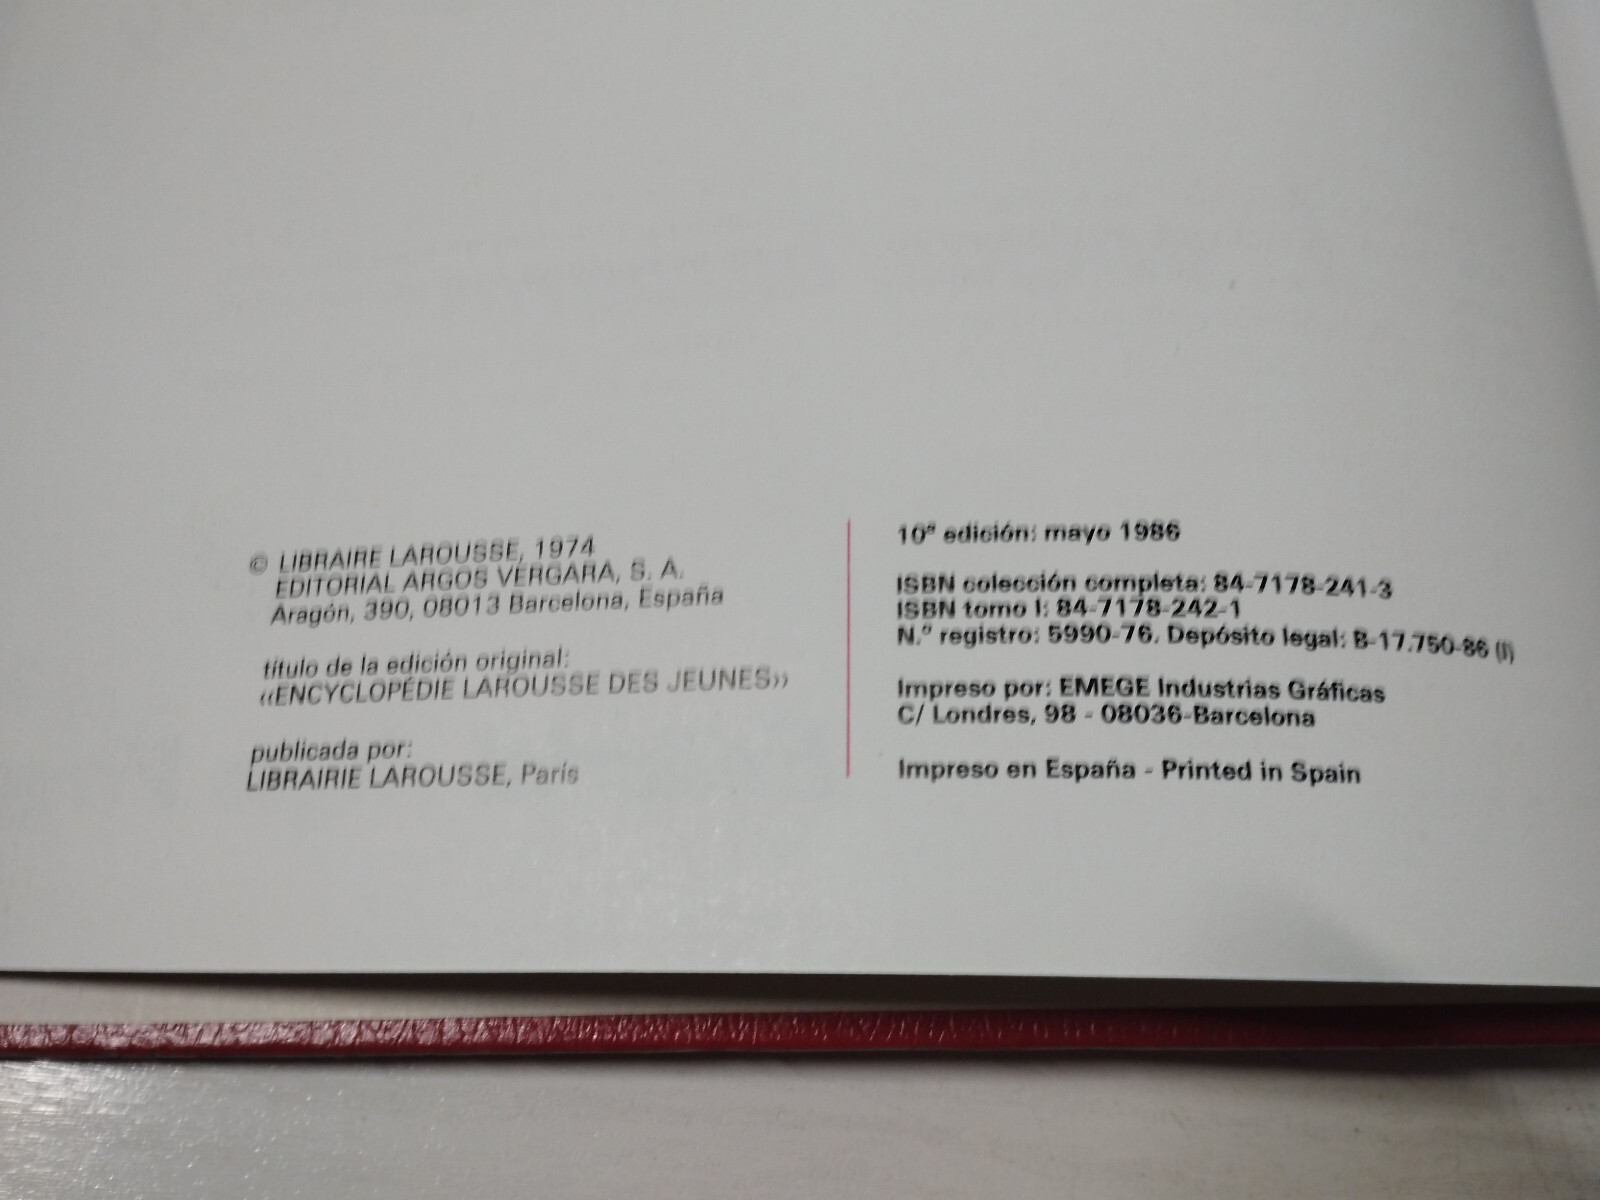 © LIBRAIRE LAROUSSE, 1974
EDITORIAL ARGOS VERGARA, S. A.
Aragón, 390, 08013 Barcelona, España
título de la edición original:
«ENCYCLOPÉDIE LAROUSSE DES JEUNES»
publicada por:
LIBRAIRIE LAROUSSE, París
10ª edición: mayo 1986
ISBN colección completa: 84-7178-241-3
ISBN tomo I: 84-7178-242-1
N.º registro: 5990-76. Depósito legal: B-17.750-86 (I)
Impreso por: EMEGE Industrias Gráficas
C/ Londres, 98 - 08036-Barcelona
Impreso en España - Printed in Spain